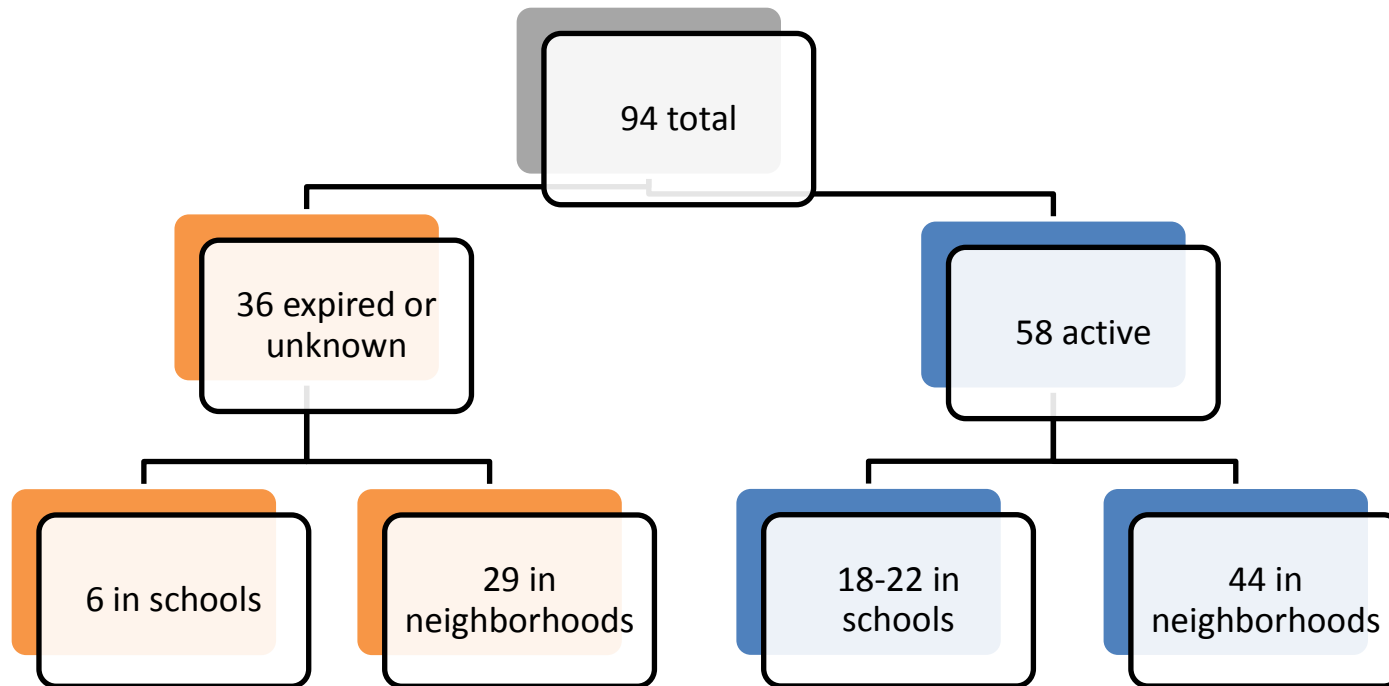 94 total
36 expired or
unknown
58 active
6 in schools
29 in
neighborhoods
18-22 in
schools
44 in
neighborhoods